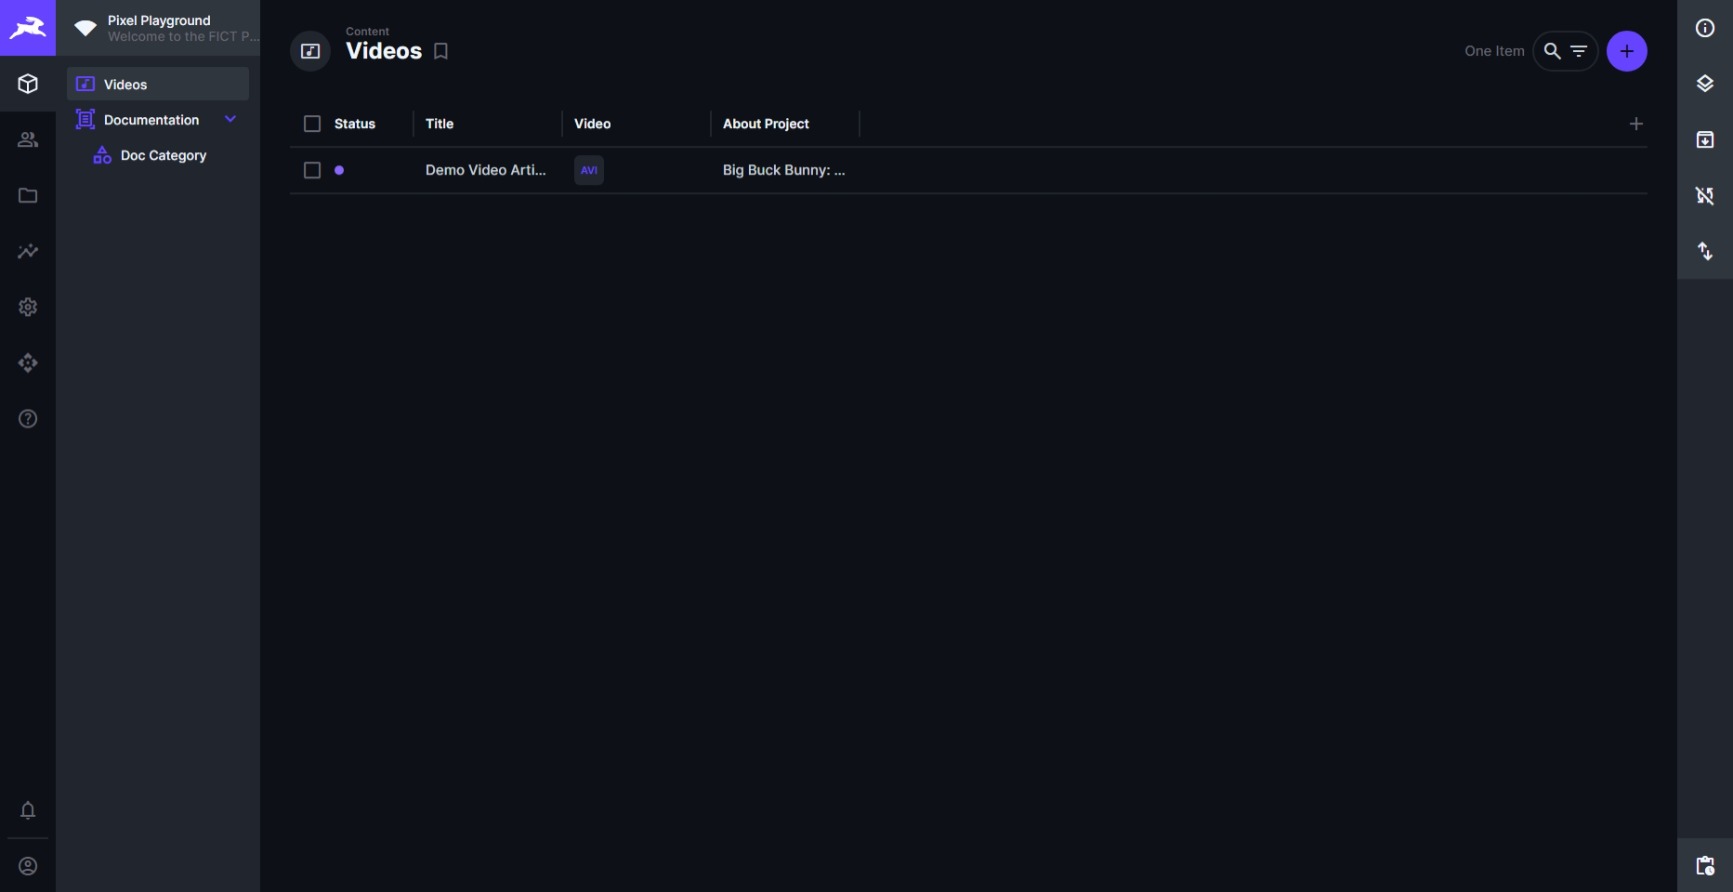 Pixel Playground
Welcome to the FICT P...
Videos
Documentation
Doc Category
Content
Videos
One Item
Status Title Video About Project
Demo Video Arti... AVI Big Buck Bunny: ...